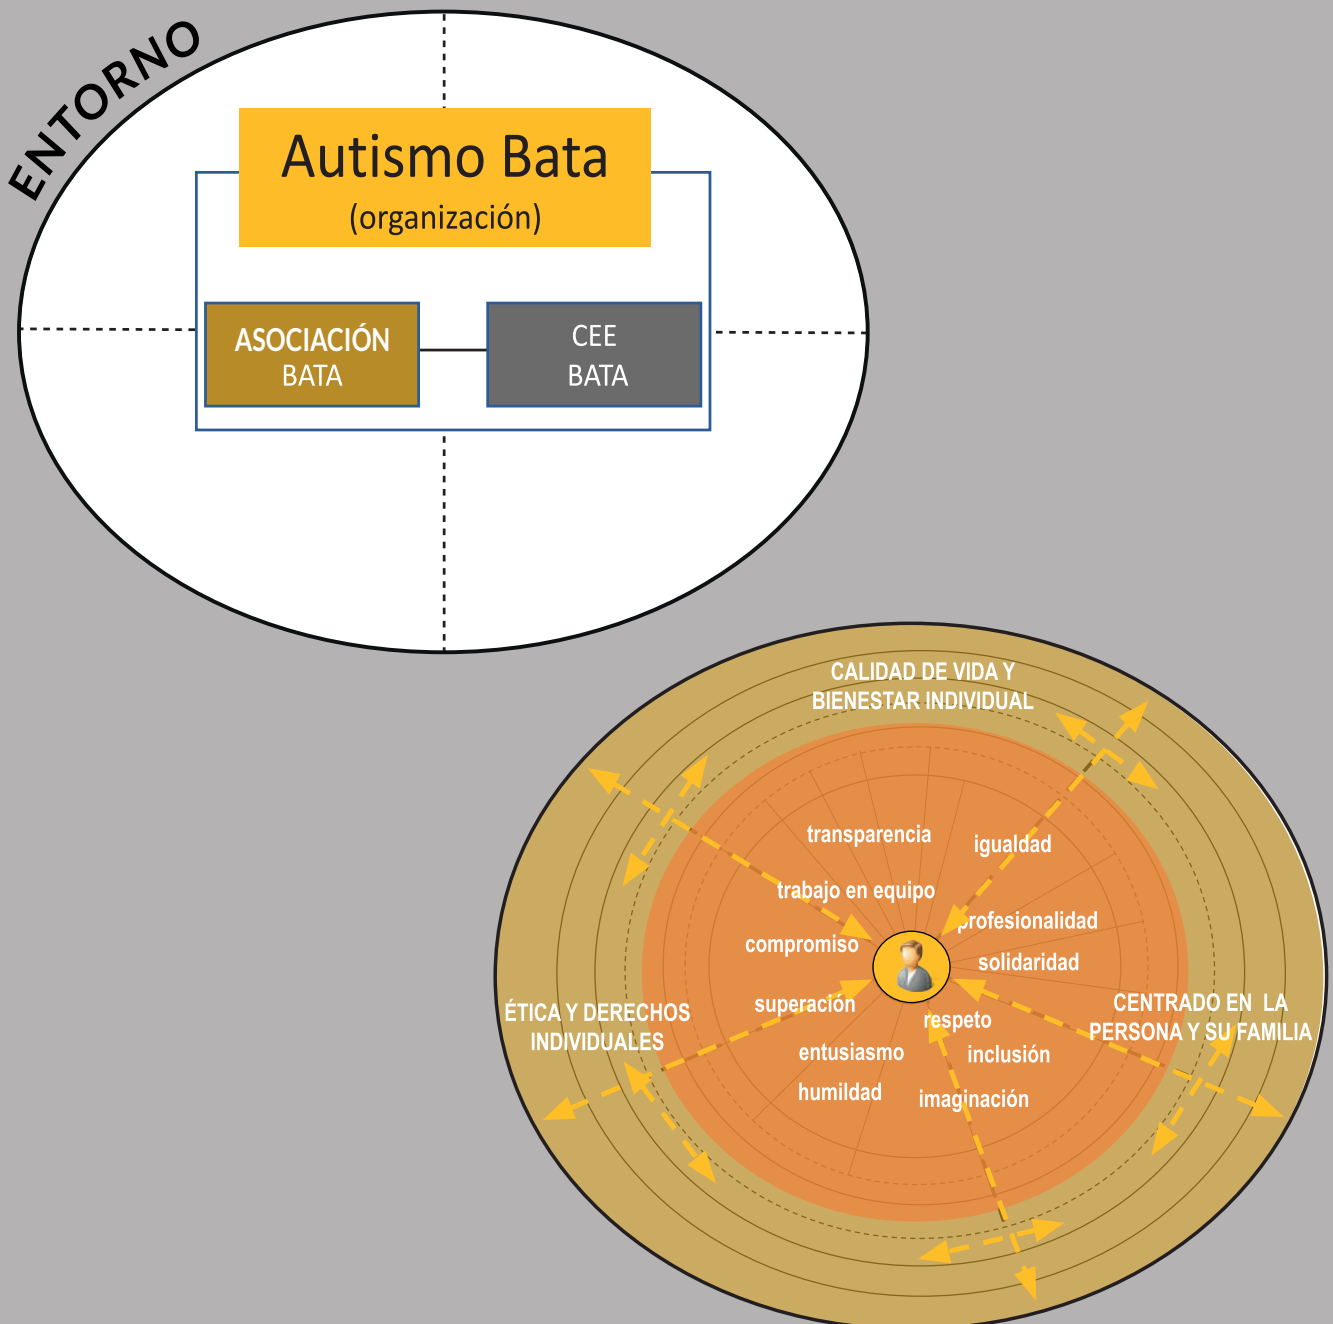 ENTORNO
Autismo Bata
(organización)
ASOCIACIÓN
BATA
CEE
BATA
CALIDAD DE VIDA Y
BIENESTAR INDIVIDUAL
transparencia
igualdad
trabajo en equipo
profesionalidad
compromiso
solidaridad
superación
respeto
entusiasmo
inclusión
humildad
imaginación
ÉTICA Y DERECHOS
INDIVIDUALES
CENTRADO EN LA
PERSONA Y SU FAMILIA